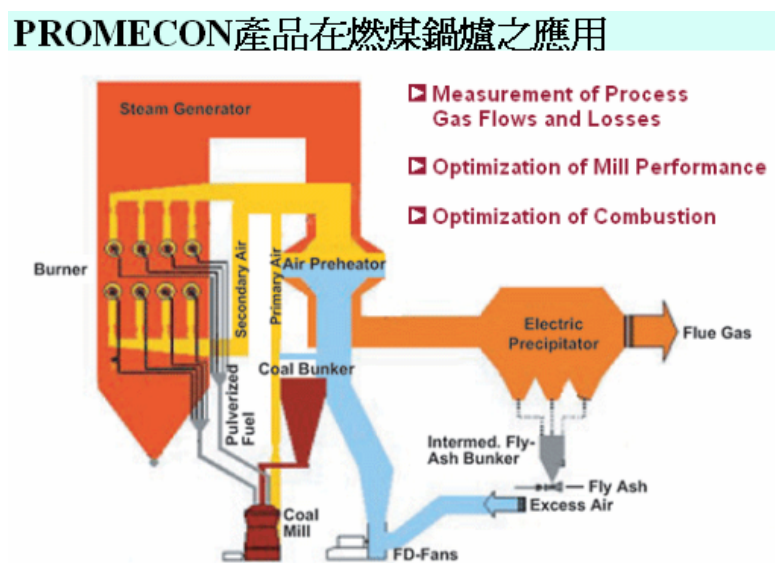 PROMECON產品在燃煤鍋爐之應用
Steam Generator
Measurement of Process
Gas Flows and Losses
Optimization of Mill Performance
Optimization of Combustion
Burner
Secondary Air
Primary Air
Air Preheator
Electric
Precipitator
Flue Gas
Coal Bunker
Pulverized
Fuel
Intermed. Fly-
Ash Bunker
Fly Ash
Excess Air
Coal
Mill
FD-Fans